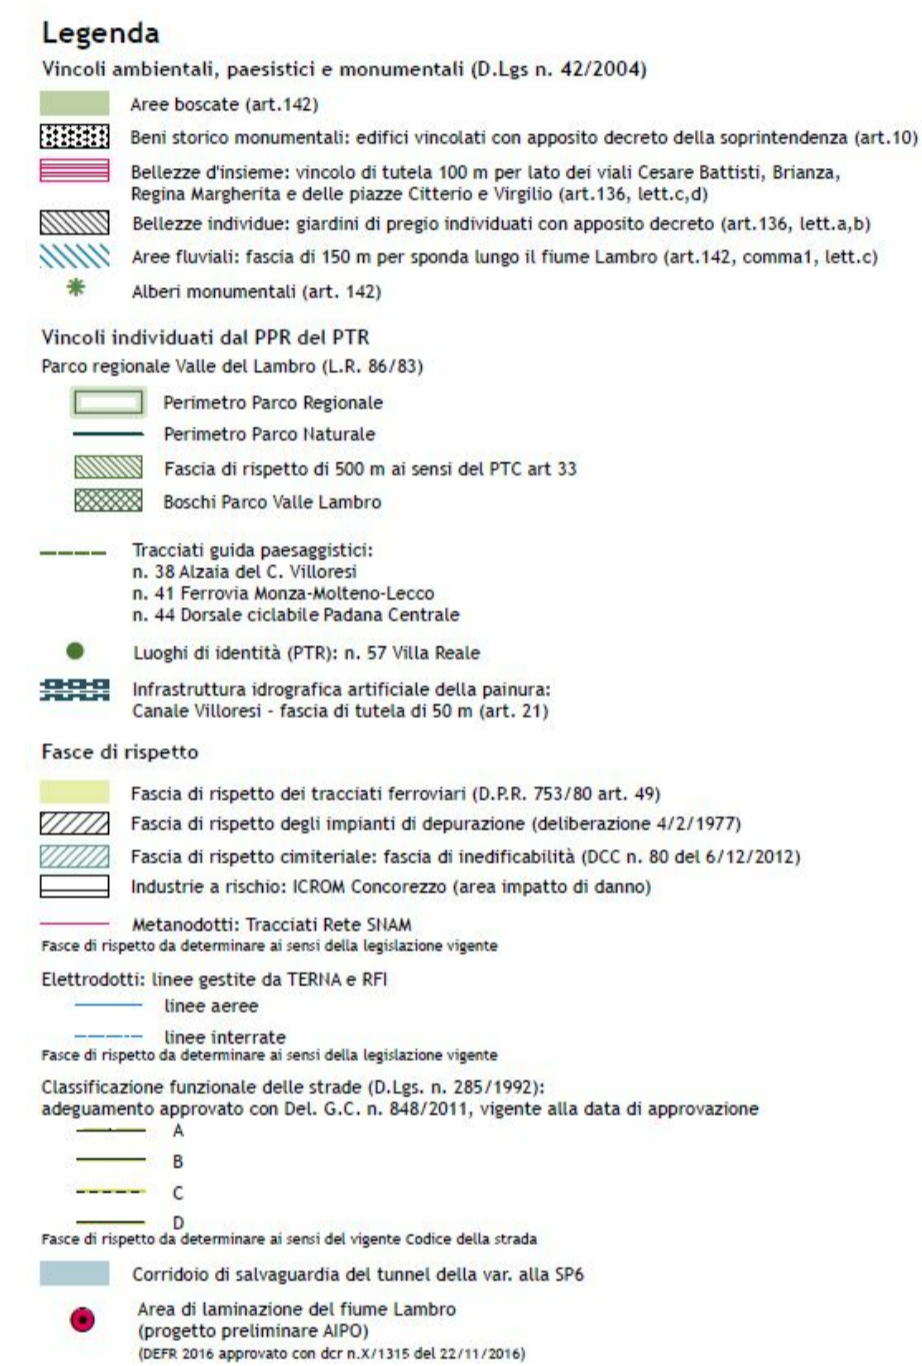 Legenda
Vincoli ambientali, paesistici e monumentali (D.Lgs n. 42/2004)
Aree boscate (art.142)
Beni storico monumentali: edifici vincolati con apposito decreto della soprintendenza (art.10)
Bellezze d'insieme: vincolo di tutela 100 m per lato dei viali Cesare Battisti, Brianza,
Regina Margherita e delle piazze Citterio e Virgilio (art.136, lett.c,d)
Bellezze individue: giardini di pregio individuati con apposito decreto (art.136, lett.a,b)
Aree fluviali: fascia di 150 m per sponda lungo il fiume Lambro (art.142, comma1, lett.c)
Alberi monumentali (art. 142)
Vincoli individuati dal PPR del PTR
Parco regionale Valle del Lambro (L.R. 86/83)
Perimetro Parco Regionale
Perimetro Parco Naturale
Fascia di rispetto di 500 m ai sensi del PTC art 33
Boschi Parco Valle Lambro
Tracciati guida paesaggistici:
n. 38 Alzaia del C. Villoresi
n. 41 Ferrovia Monza-Molteno-Lecco
n. 44 Dorsale ciclabile Padana Centrale
Luoghi di identità (PTR): n. 57 Villa Reale
Infrastruttura idrografica artificiale della painura:
Canale Villoresi - fascia di tutela di 50 m (art. 21)
Fasce di rispetto
Fascia di rispetto dei tracciati ferroviari (D.P.R. 753/80 art. 49)
Fascia di rispetto degli impianti di depurazione (deliberazione 4/2/1977)
Fascia di rispetto cimiteriale: fascia di inedificabilità (DCC n. 80 del 6/12/2012)
Industrie a rischio: ICROM Concorezzo (area impatto di danno)
Metanodotti: Tracciati Rete SNAM
Fasce di rispetto da determinare ai sensi della legislazione vigente
Elettrodotti: linee gestite da TERNA e RFI
linee aeree
linee interrate
Fasce di rispetto da determinare ai sensi della legislazione vigente
Classificazione funzionale delle strade (D.Lgs. n. 285/1992):
adeguamento approvato con Del. G.C. n. 848/2011, vigente alla data di approvazione
A
B
C
D
Fasce di rispetto da determinare ai sensi del vigente Codice della strada
Corridoio di salvaguardia del tunnel della var. alla SP6
Area di laminazione del fiume Lambro
(progetto preliminare AIPO)
(DEFR 2016 approvato con dcr n.X/1315 del 22/11/2016)